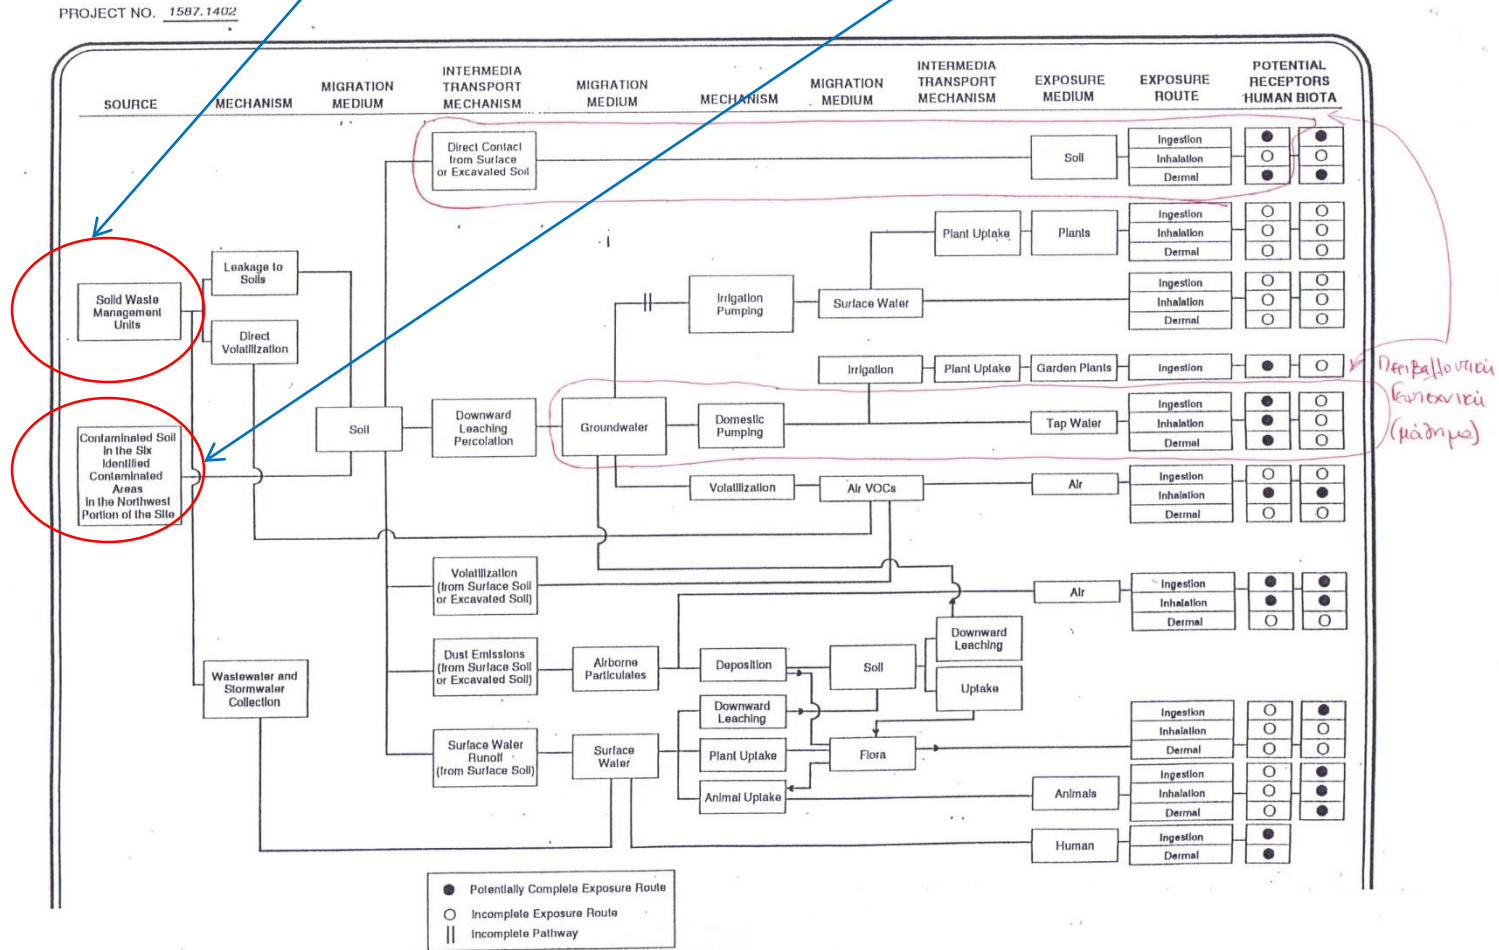 PROJECT NO. 1587.1402
SOURCE
MECHANISM
MIGRATION
MEDIUM
INTERMEDIA
TRANSPORT
MECHANISM
MIGRATION
MEDIUM
MECHANISM
MIGRATION
MEDIUM
INTERMEDIA
TRANSPORT
MECHANISM
EXPOSURE
MEDIUM
EXPOSURE
ROUTE
POTENTIAL
RECEPTORS
HUMAN BIOTA
Direct Contact
from Surface
or Excavated Soil
Soil
Ingestion
Inhalation
Dermal
Plant Uptake
Plants
Ingestion
Inhalation
Dermal
Leakage to
Soils
Solid Waste
Management
Units
Direct
Volatilization
Irrigation
Pumping
Surface Water
Ingestion
Inhalation
Dermal
Irrigation
Plant Uptake
Garden Plants
Ingestion
Περιβαλλοντική
Γεωτεχνική
(μάθημα)
Contaminated Soil
In the Six
Identified
Contaminated
Areas
In the Northwest
Portion of the Site
Soil
Downward
Leaching
Percolation
Groundwater
Domestic
Pumping
Tap Water
Ingestion
Inhalation
Dermal
Volatilization
Air VOCs
Air
Ingestion
Inhalation
Dermal
Volatilization
(from Surface Soil
or Excavated Soil)
Air
Ingestion
Inhalation
Dermal
Wastewater and
Stormwater
Collection
Dust Emissions
(from Surface Soil
or Excavated Soil)
Airborne
Particulates
Deposition
Soil
Downward
Leaching
Uptake
Downward
Leaching
Surface Water
Runoff
(from Surface Soil)
Surface
Water
Plant Uptake
Flora
Ingestion
Inhalation
Dermal
Animal Uptake
Animals
Ingestion
Inhalation
Dermal
Human
Ingestion
Dermal
Potentially Complete Exposure Route
Incomplete Exposure Route
Incomplete Pathway